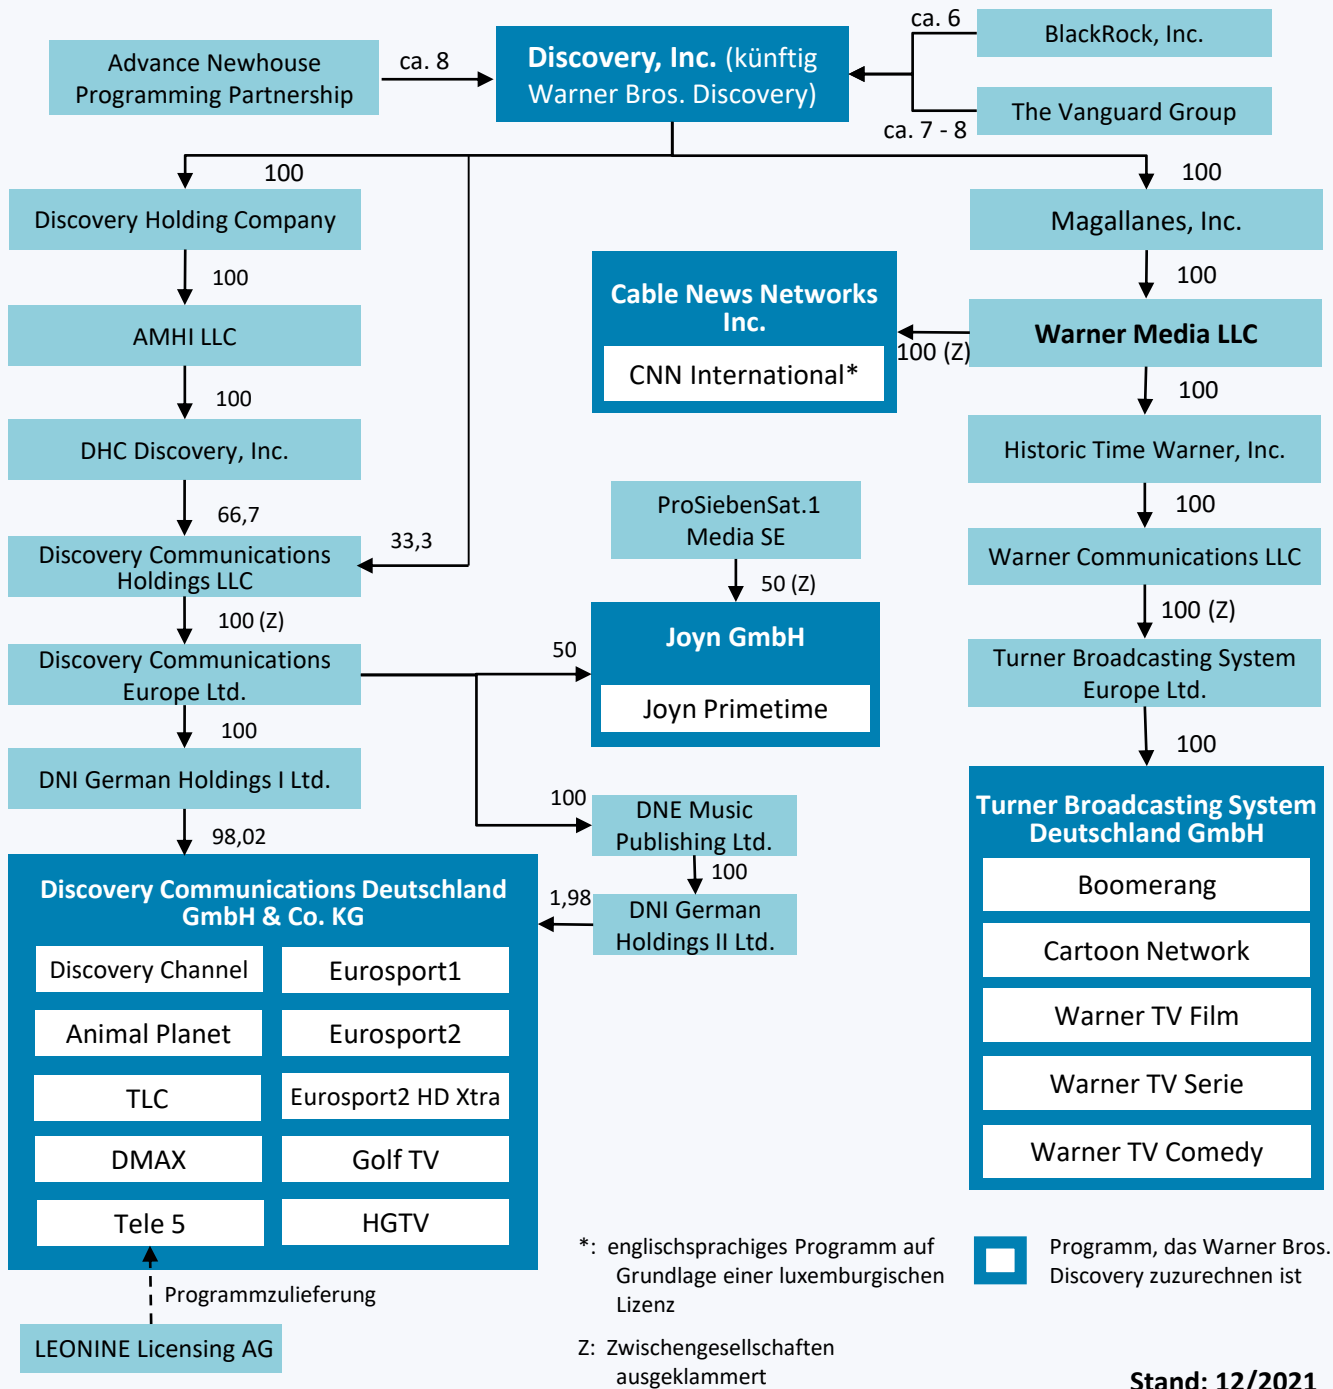 Advance Newhouse
Programming Partnership
ca. 8
Discovery, Inc. (künftig
Warner Bros. Discovery)
ca. 6
BlackRock, Inc.
The Vanguard Group
ca. 7 - 8
100
100
Discovery Holding Company
Magallanes, Inc.
100
100
Cable News Networks
Inc.
CNN International*
100 (Z)
Warner Media LLC
AMHI LLC
100
100
DHC Discovery, Inc.
Historic Time Warner, Inc.
66,7
33,3
100
ProSiebenSat.1
Media SE
Discovery Communications
Holdings LLC
Warner Communications LLC
50 (Z)
100 (Z)
100 (Z)
Joyn GmbH
Joyn Primetime
50
Discovery Communications
Europe Ltd.
Turner Broadcasting System
Europe Ltd.
100
100
DNI German Holdings I Ltd.
98,02
100
DNE Music
Publishing Ltd.
100
DNI German
Holdings II Ltd.
1,98
Discovery Communications Deutschland
GmbH & Co. KG
Discovery Channel
Eurosport1
Animal Planet
Eurosport2
TLC
Eurosport2 HD Xtra
DMAX
Golf TV
Tele 5
HGTV
Turner Broadcasting System
Deutschland GmbH
Boomerang
Cartoon Network
Warner TV Film
Warner TV Serie
Warner TV Comedy
Programmzulieferung
LEONINE Licensing AG
*: englischsprachiges Programm auf
Grundlage einer luxemburgischen
Lizenz
Z: Zwischengesellschaften
ausgeklammert
Programm, das Warner Bros.
Discovery zuzurechnen ist
Stand: 12/2021